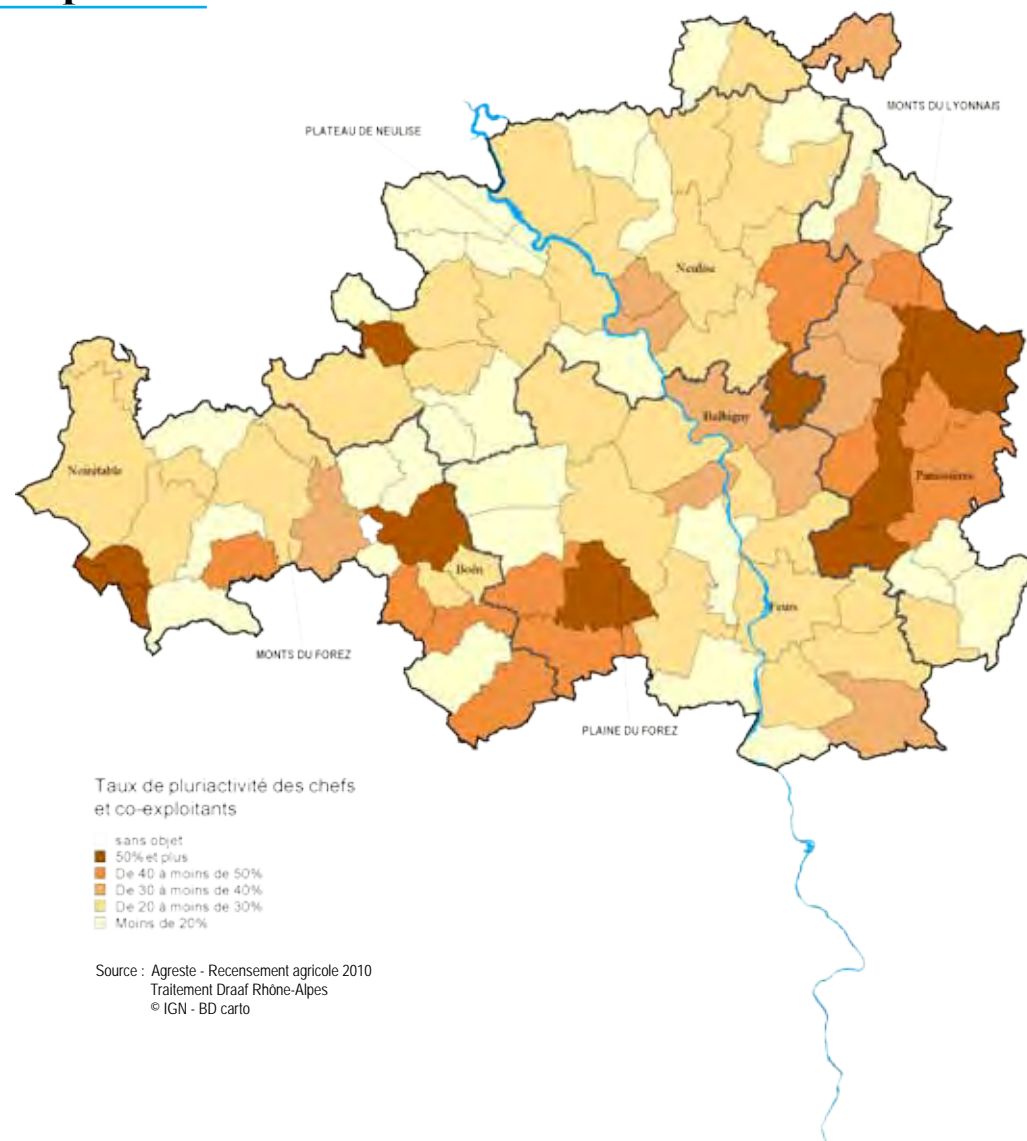 MONTS DU LYONNAIS
PLATEAU DE NEULISE
Neulise
Balbigny
Noirétable
Panissières
Boën
Feurs
MONTS DU FOREZ
PLAINE DU FOREZ
Taux de pluriactivité des chefs
et co-exploitants
sans objet
50% et plus
De 40 à moins de 50%
De 30 à moins de 40%
De 20 à moins de 30%
Moins de 20%
Source : Agreste - Recensement agricole 2010
Traitement Draaf Rhône-Alpes
© IGN - BD carto